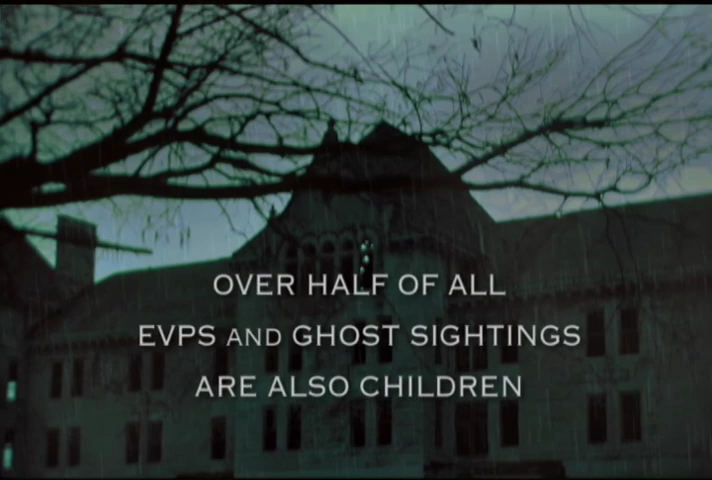 OVER HALF OF ALL
EVPS AND GHOST SIGHTINGS
ARE ALSO CHILDREN